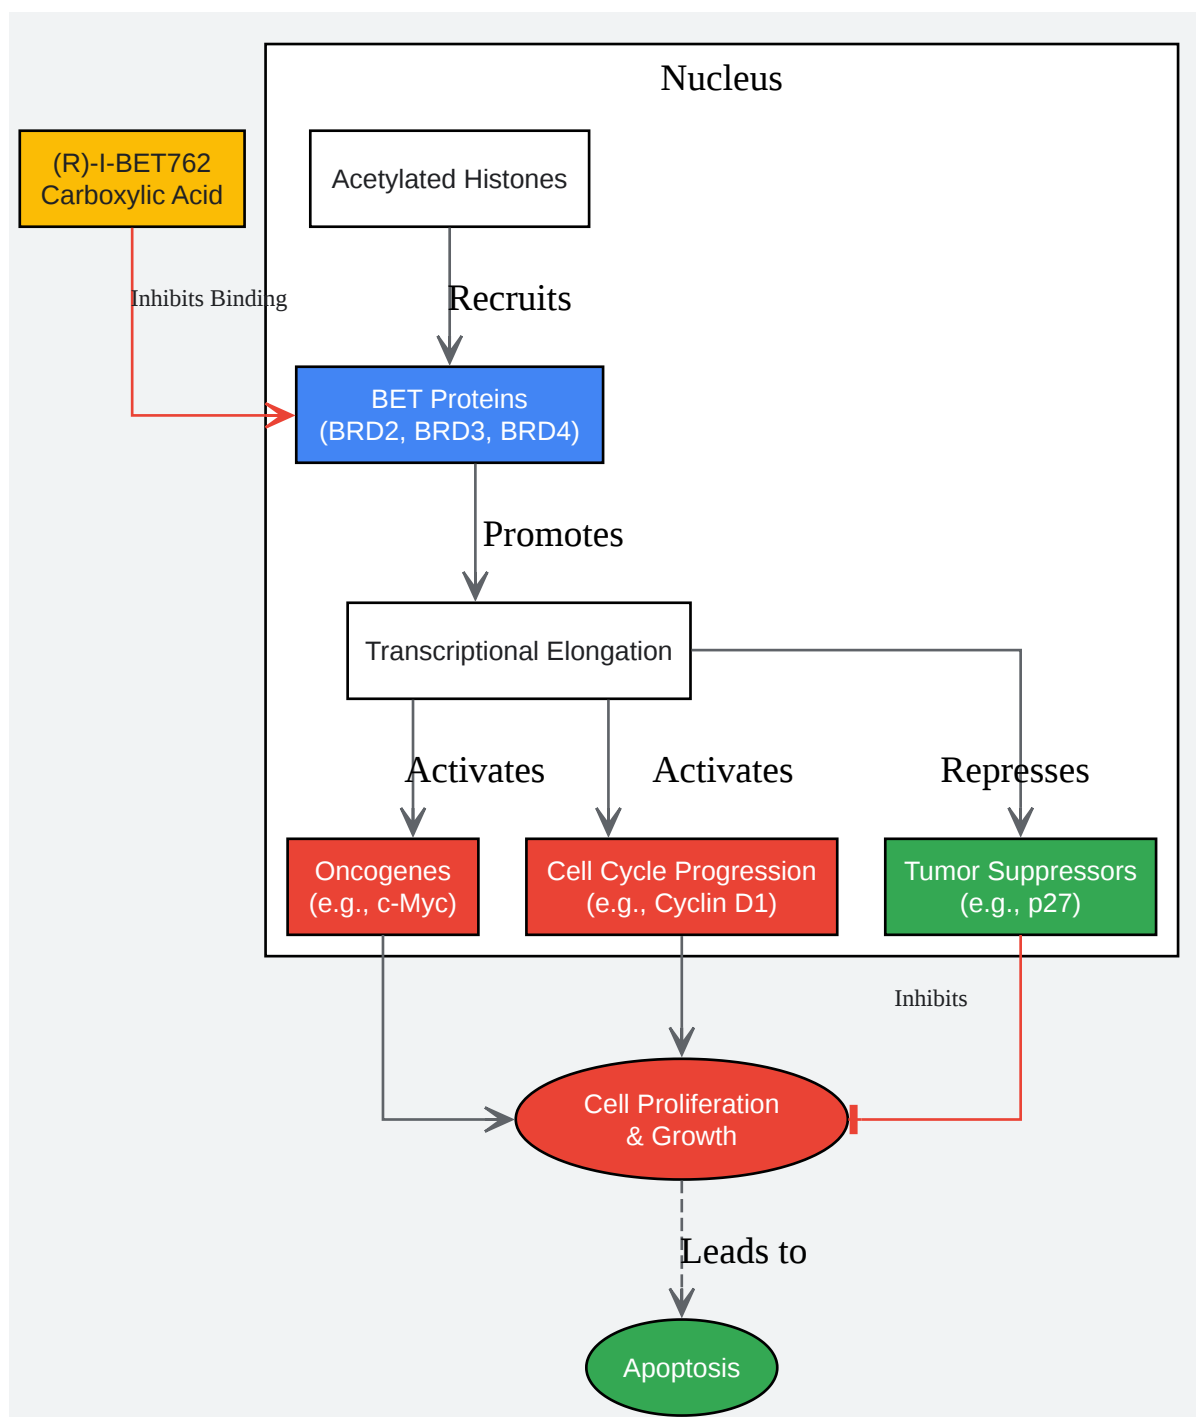 Nucleus
(R)-I-BET762
Carboxylic Acid
Acetylated Histones
Inhibits Binding
Recruits
BET Proteins
(BRD2, BRD3, BRD4)
Promotes
Transcriptional Elongation
Activates
Activates
Represses
Oncogenes
(e.g., c-Myc)
Cell Cycle Progression
(e.g., Cyclin D1)
Tumor Suppressors
(e.g., p27)
Inhibits
Cell Proliferation
& Growth
Leads to
Apoptosis